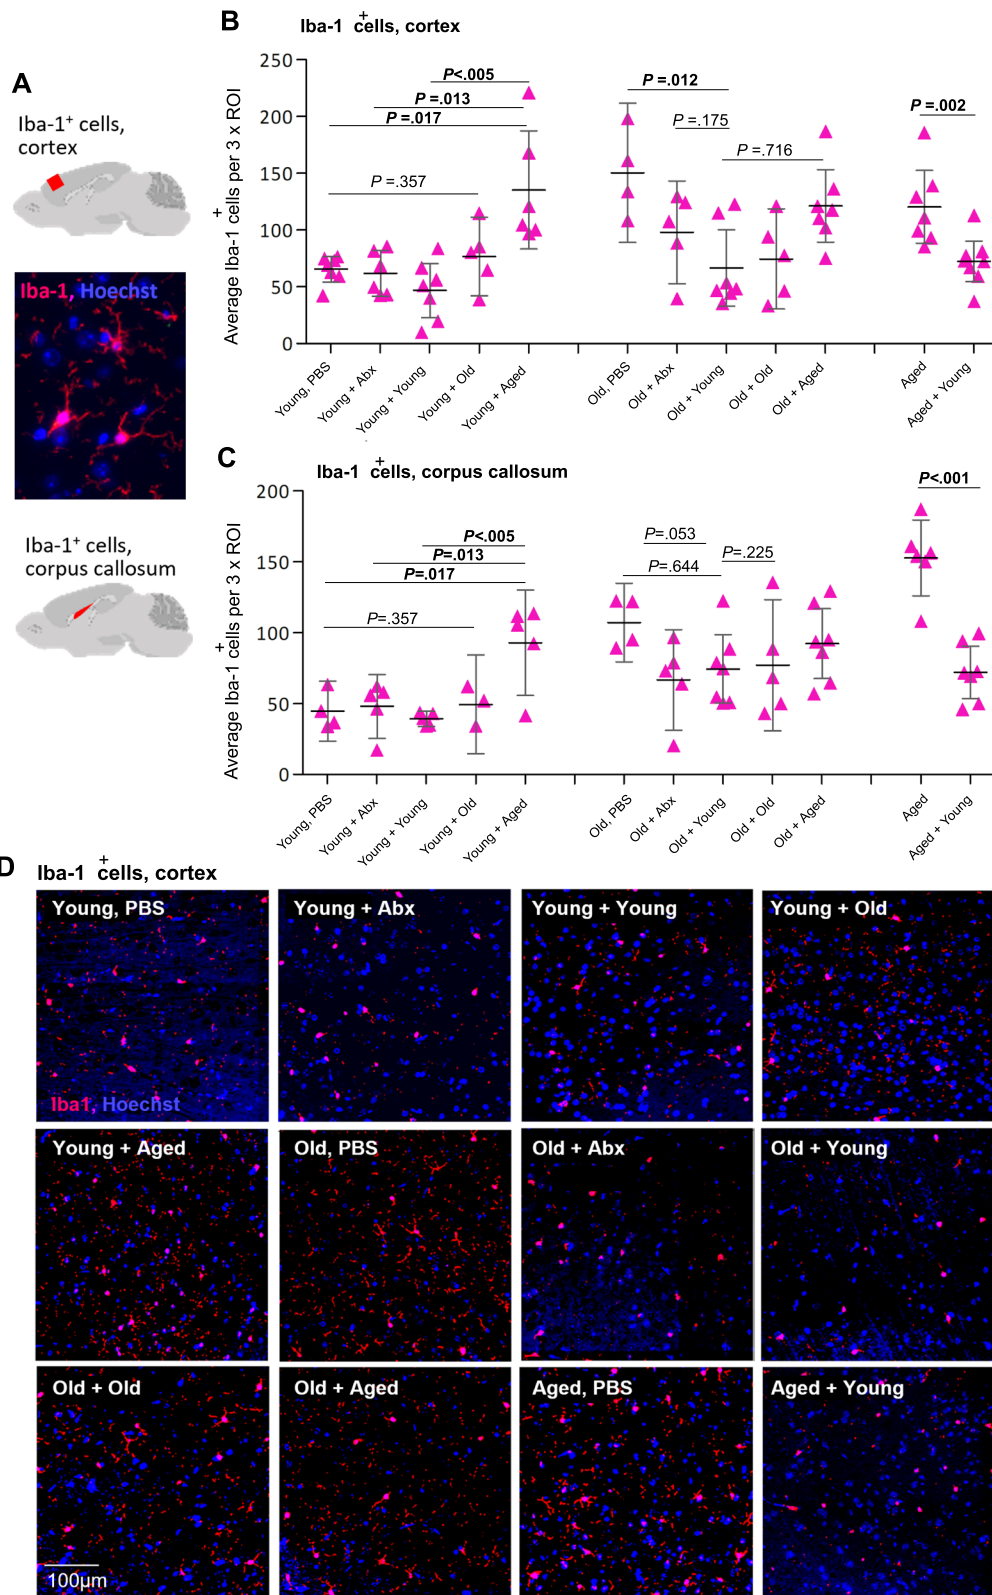 A
Iba-1⁺ cells,
cortex
Iba-1, Hoechst
Iba-1⁺ cells,
corpus callosum
B
Iba-1 ⁺cells, cortex
Average Iba-1⁺ cells per 3 x ROI
250
200
150
100
50
0
P<.005
P =.013
P =.017
P =.357
P =.012
P =.175
P =.716
P =.002
Young, PBS
Young + Abx
Young + Young
Young + Old
Young + Aged
Old, PBS
Old + Abx
Old + Young
Old + Old
Old + Aged
Aged
Aged + Young
C
Iba-1 ⁺cells, corpus callosum
Average Iba-1⁺ cells per 3 x ROI
200
150
100
50
0
P<.005
P=.013
P=.017
P=.357
P=.053
P=.225
P=.644
P<.001
Young, PBS
Young + Abx
Young + Young
Young + Old
Young + Aged
Old, PBS
Old + Abx
Old + Young
Old + Old
Old + Aged
Aged
Aged + Young
D
Iba-1 ⁺cells, cortex
Young, PBS
Young + Abx
Young + Young
Young + Old
Iba1, Hoechst
Young + Aged
Old, PBS
Old + Abx
Old + Young
Old + Old
Old + Aged
Aged, PBS
Aged + Young
100µm